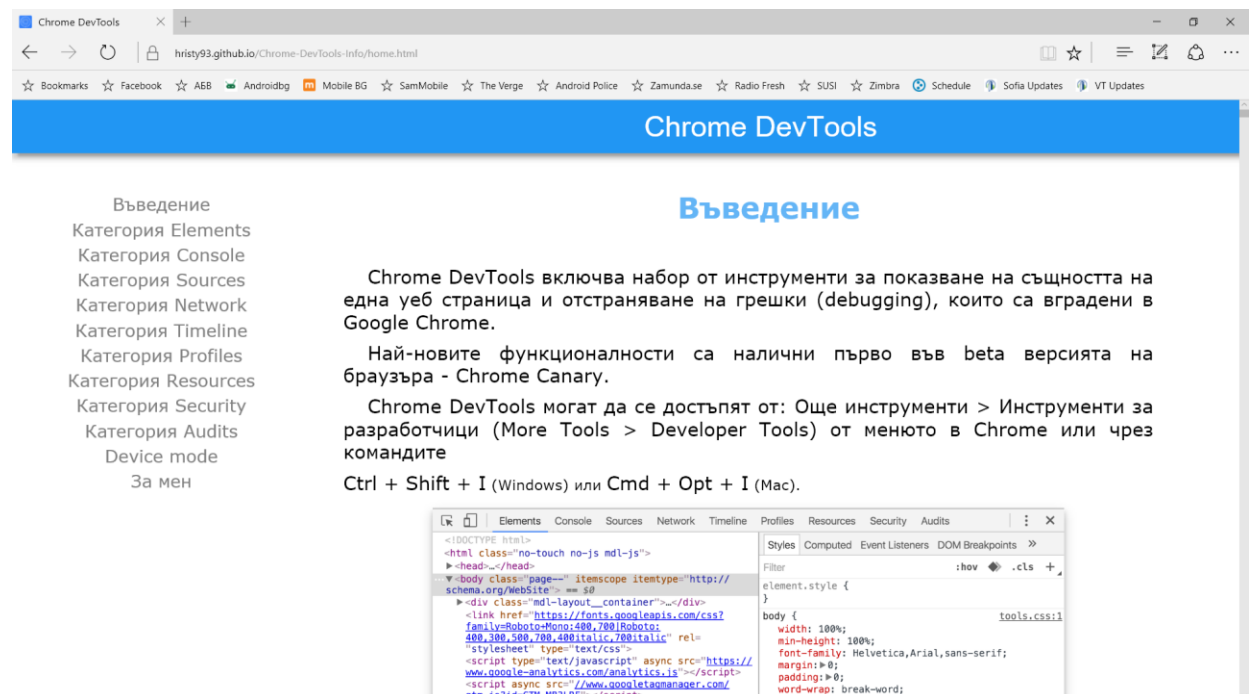 Chrome DevTools
hristy93.github.io/Chrome-DevTools-Info/home.html
Bookmarks Facebook АБВ Androidbg Mobile BG SamMobile The Verge Android Police Zamunda.se Radio Fresh SUSI Zimbra Schedule Sofia Updates VT Updates
Chrome DevTools
Въведение
Категория Elements
Категория Console
Категория Sources
Категория Network
Категория Timeline
Категория Profiles
Категория Resources
Категория Security
Категория Audits
Device mode
За мен
Въведение
Chrome DevTools включва набор от инструменти за показване на същността на
една уеб страница и отстраняване на грешки (debugging), които са вградени в
Google Chrome.
Най-новите функционалности са налични първо във beta версията на
браузъра - Chrome Canary.
Chrome DevTools могат да се достъпят от: Още инструменти > Инструменти за
разработчици (More Tools > Developer Tools) от менюто в Chrome или чрез
командите
Ctrl + Shift + I (Windows) или Cmd + Opt + I (Mac).
Elements Console Sources Network Timeline Profiles Resources Security Audits
<!DOCTYPE html>
<html class="no-touch no-js mdl-js">
<head>…</head>
<body class="page--" itemscope itemtype="http://
schema.org/WebSite"> == $0
<div class="mdl-layout__container">…</div>
<link href="https://fonts.googleapis.com/css?
family=Roboto+Mono:400,700|Roboto:
400,300,500,700,400italic,700italic" rel=
"stylesheet" type="text/css">
<script type="text/javascript" async src="https://
www.google-analytics.com/analytics.js"></script>
<script async src="//www.googletagmanager.com/
Styles Computed Event Listeners DOM Breakpoints »
Filter :hov .cls +
element.style {
}
body { tools.css:1
width: 100%;
min-height: 100%;
font-family: Helvetica,Arial,sans-serif;
margin: 0;
padding: 0;
word-wrap: break-word;